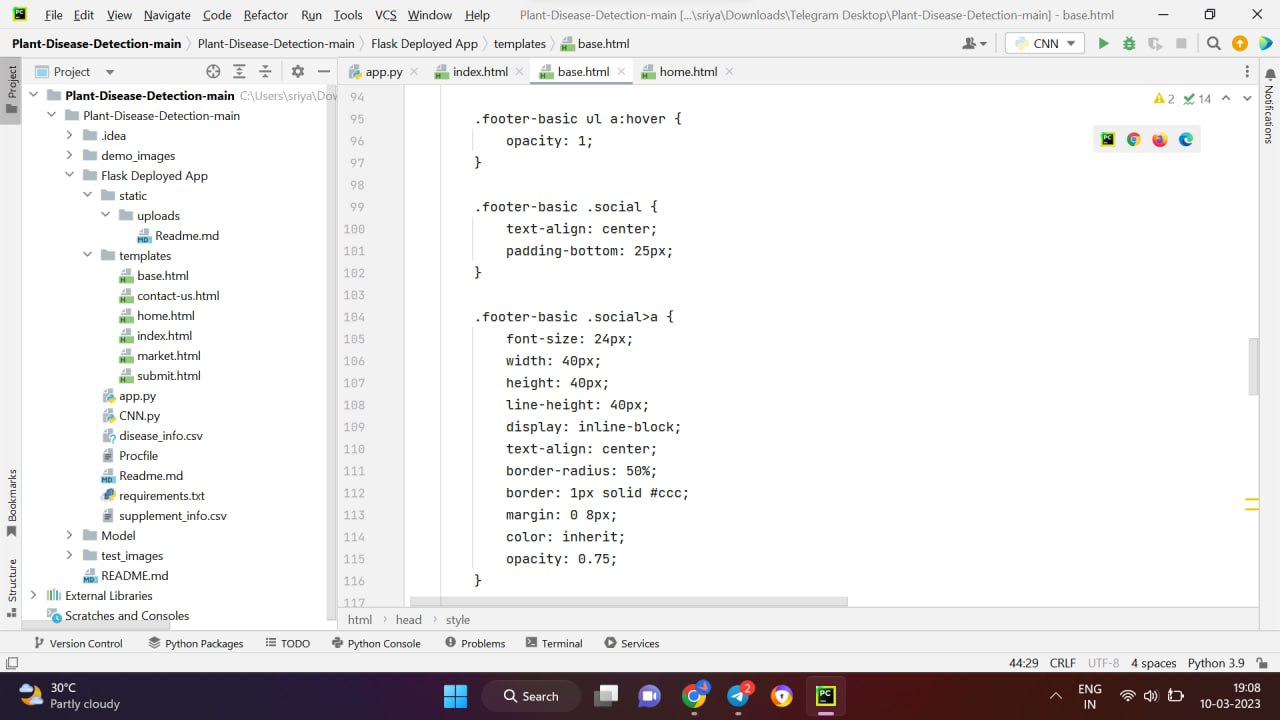 File Edit View Navigate Code Refactor Run Tools VCS Window Help Plant-Disease-Detection-main [...\sriya\Downloads\Telegram Desktop\Plant-Disease-Detection-main] - base.html
Plant-Disease-Detection-main Plant-Disease-Detection-main Flask Deployed App templates base.html CNN
Project
Project
app.py index.html base.html home.html
Notifications
Plant-Disease-Detection-main C:\Users\sriya\Dow
Plant-Disease-Detection-main
.idea
demo_images
Flask Deployed App
static
uploads
Readme.md
templates
base.html
contact-us.html
home.html
index.html
market.html
submit.html
app.py
CNN.py
disease_info.csv
Procfile
Readme.md
requirements.txt
supplement_info.csv
Model
test_images
README.md
External Libraries
Scratches and Consoles
Bookmarks
Structure
2 14
94
95 .footer-basic ul a:hover {
96 opacity: 1;
97 }
98
99 .footer-basic .social {
100 text-align: center;
101 padding-bottom: 25px;
102 }
103
104 .footer-basic .social>a {
105 font-size: 24px;
106 width: 40px;
107 height: 40px;
108 line-height: 40px;
109 display: inline-block;
110 text-align: center;
111 border-radius: 50%;
112 border: 1px solid #ccc;
113 margin: 0 8px;
114 color: inherit;
115 opacity: 0.75;
116 }
117
html head style
Version Control Python Packages TODO Python Console Problems Terminal Services
44:29 CRLF UTF-8 4 spaces Python 3.9
30°C
Partly cloudy
Search
4
2
ENG
IN
19:08
10-03-2023